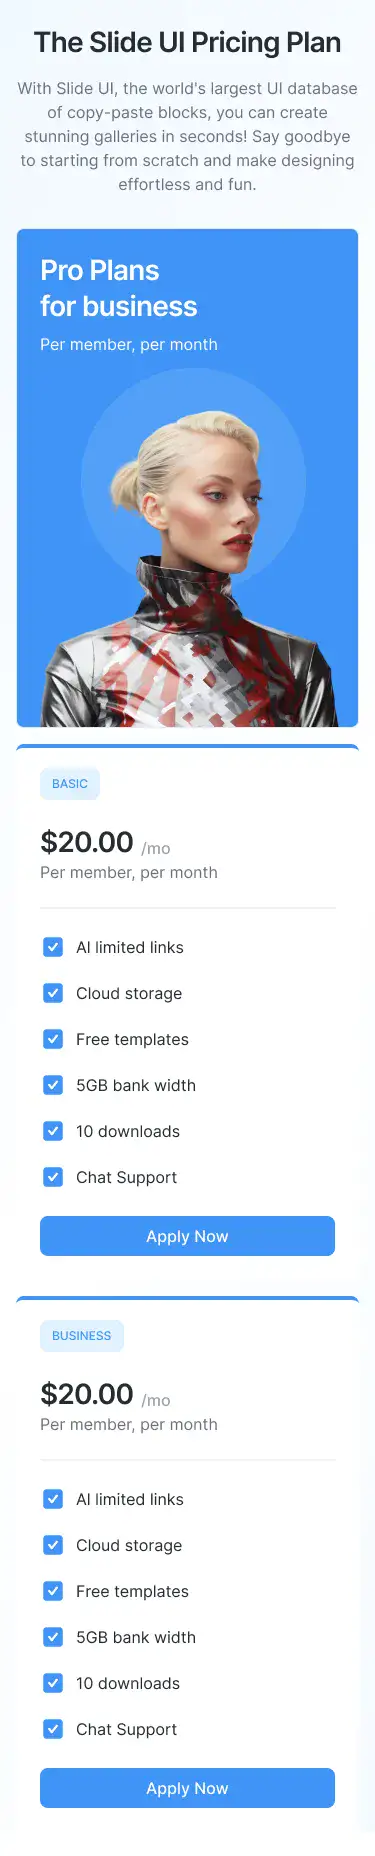 The Slide UI Pricing Plan
With Slide UI, the world's largest UI database
of copy-paste blocks, you can create
stunning galleries in seconds! Say goodbye
to starting from scratch and make designing
effortless and fun.
Pro Plans
for business
Per member, per month
BASIC
$20.00 /mo
Per member, per month
AI limited links
Cloud storage
Free templates
5GB bank width
10 downloads
Chat Support
Apply Now
BUSINESS
$20.00 /mo
Per member, per month
AI limited links
Cloud storage
Free templates
5GB bank width
10 downloads
Chat Support
Apply Now